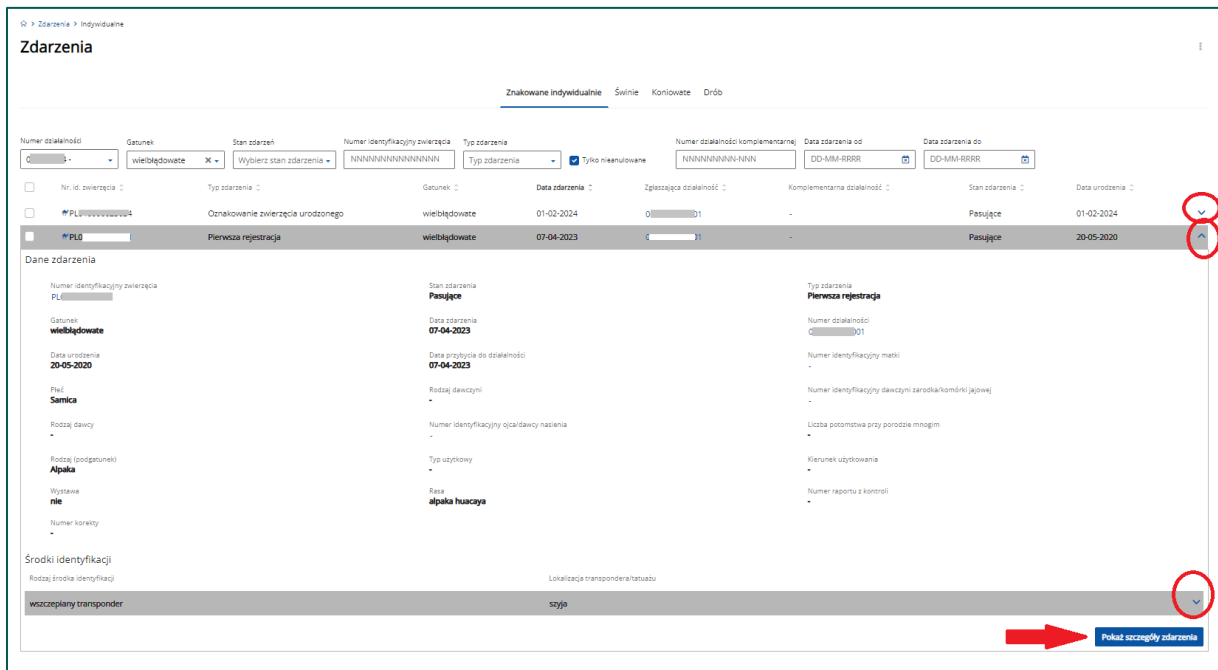 > Zdarzenia > Indywidualne
Zdarzenia
Znakowane indywidualnie Świnie Koniowate Drób
Numer działalności Gatunek Stan zdarzeń Numer identyfikacyjny zwierzęcia Typ zdarzenia Numer działalności komplementarnej Data zdarzenia od Data zdarzenia do
wielbłądowate Wybierz stan zdarzenia NNNNNNNNNNNNNN Typ zdarzenia Tylko nieanulowane NNNNNNNNN-NNN DD-MM-RRRR DD-MM-RRRR
Nr. id. zwierzęcia Typ zdarzenia Gatunek Data zdarzenia Zgłaszająca działalność Komplementarna działalność Stan zdarzenia Data urodzenia
Oznakowanie zwierzęcia urodzonego wielbłądowate 01-02-2024 - Pasujące 01-02-2024
Pierwsza rejestracja wielbłądowate 07-04-2023 - Pasujące 20-05-2020
Dane zdarzenia
Numer identyfikacyjny zwierzęcia Stan zdarzenia Typ zdarzenia
Pasujące Pierwsza rejestracja
Gatunek Data zdarzenia Numer działalności
wielbłądowate 07-04-2023
Data urodzenia Data przybycia do działalności Numer identyfikacyjny matki
20-05-2020 07-04-2023 -
Płeć Rodzaj dawczyni Numer identyfikacyjny dawczyni zarodka/komórki jajowej
Samica - -
Rodzaj dawcy Numer identyfikacyjny ojca/dawcy nasienia Liczba potomstwa przy porodzie mnogim
- - -
Rodzaj (podgatunek) Typ użytkowy Kierunek użytkowania
Alpaka - -
Wystawa Rasa Numer raportu z kontroli
nie alpaka huacaya -
Numer korekty
-
Środki identyfikacji
Rodzaj środka identyfikacji Lokalizacja transpondera/tatuażu
wszczepiany transponder szyja
Pokaż szczegóły zdarzenia